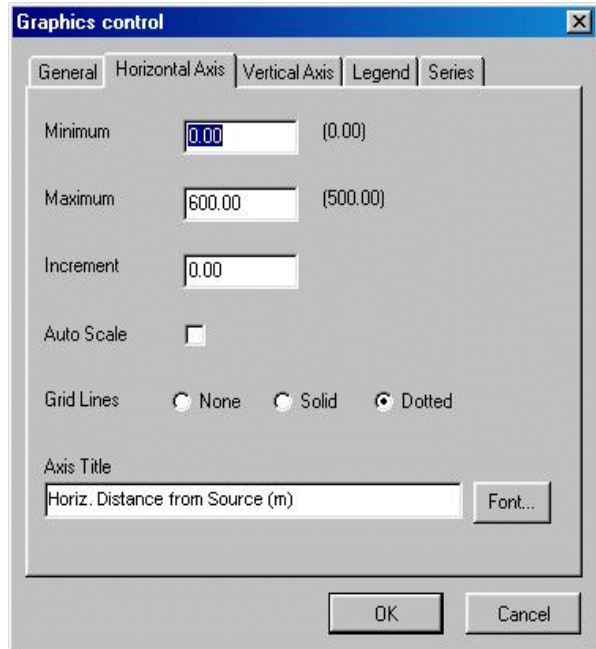 Graphics control
General Horizontal Axis Vertical Axis Legend Series
Minimum 0.00 (0.00)
Maximum 600.00 (500.00)
Increment 0.00
Auto Scale
Grid Lines None Solid Dotted
Axis Title
Horiz. Distance from Source (m) Font...
OK Cancel